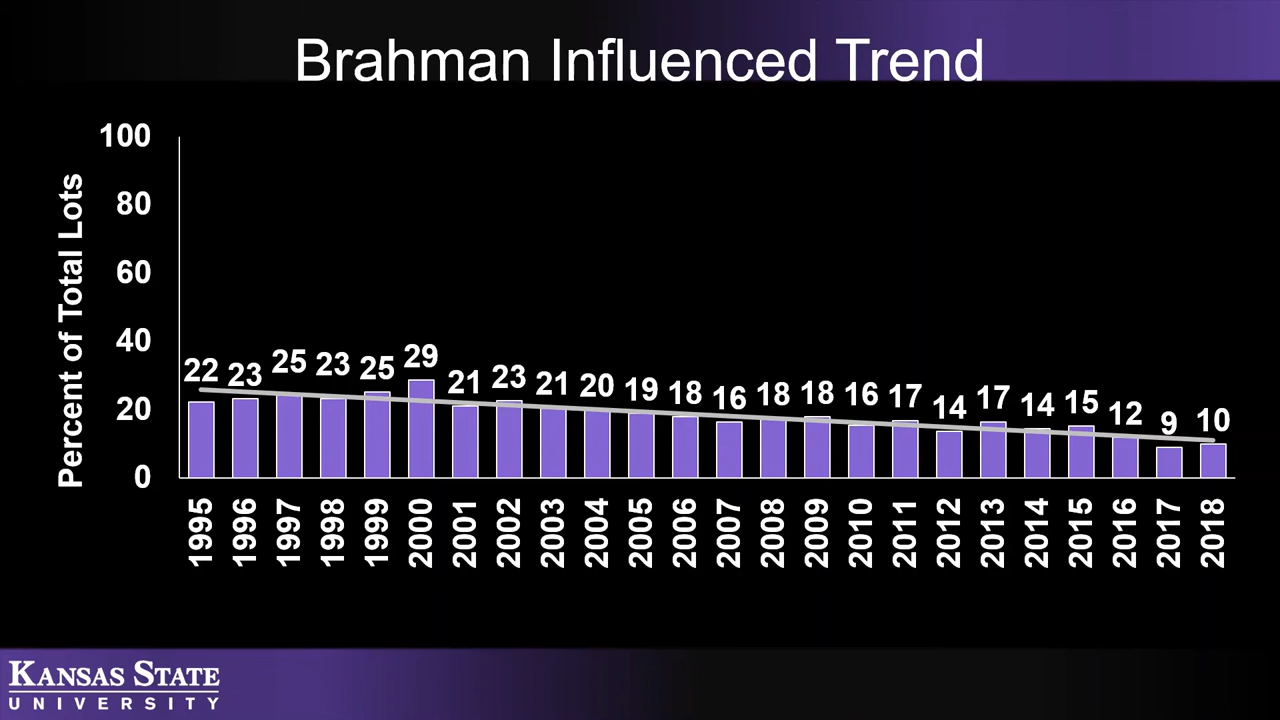 Brahman Influenced Trend
Percent of Total Lots
100
80
60
40
20
0
22 23 25 23 25 29 21 23 21 20 19 18 16 18 18 16 17 14 17 14 15 12 9 10
1995 1996 1997 1998 1999 2000 2001 2002 2003 2004 2005 2006 2007 2008 2009 2010 2011 2012 2013 2014 2015 2016 2017 2018
KANSAS STATE
UNIVERSITY